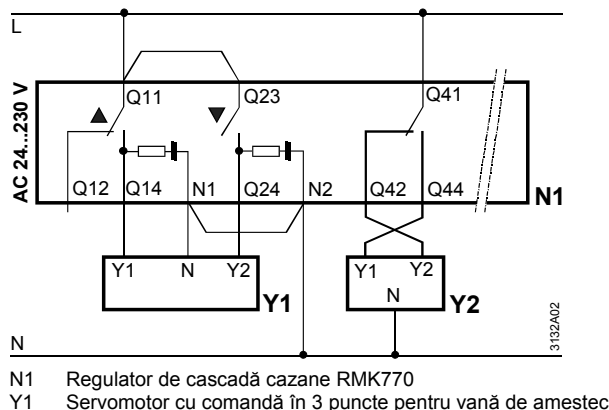 L
AC 24...230 V
Q11 Q23 Q41
Q12 Q14 N1 Q24 N2 Q42 Q44 N1
Y1 N Y2 Y1 Y1 Y2 N Y2
3132A02
N
N1 Regulator de cascadă cazane RMK770
Y1 Servomotor cu comandă în 3 puncte pentru vană de amestec